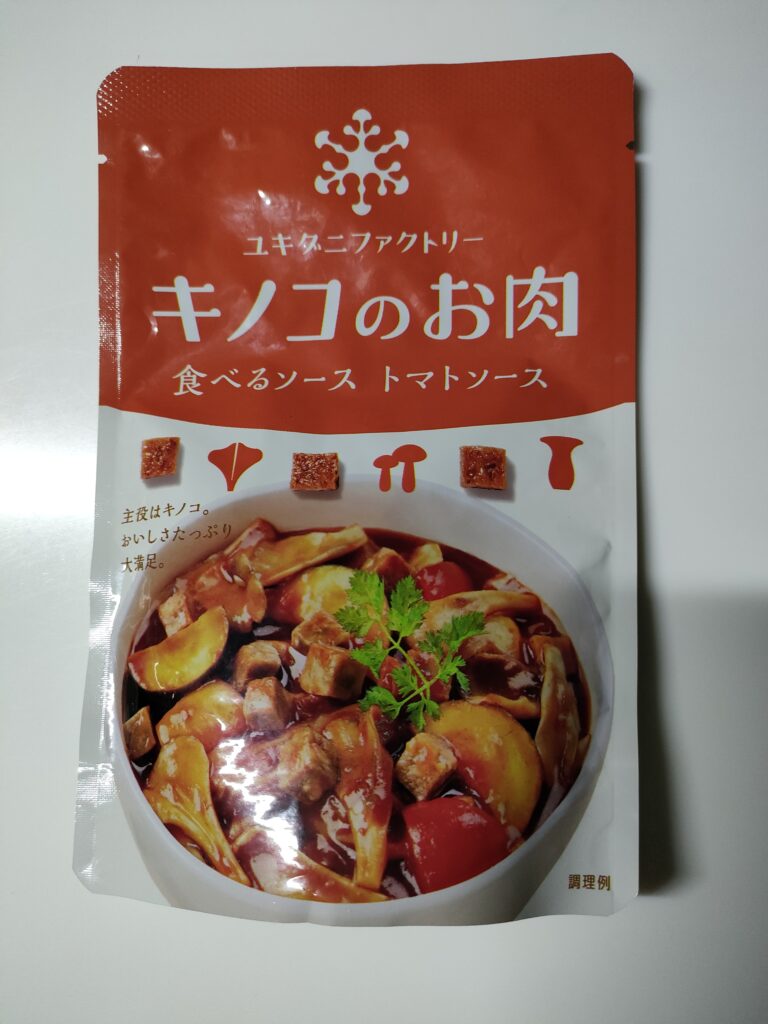 ユキグニファクトリー
キノコのお肉
食べるソース トマトソース
主役はキノコ。
おいしさたっぷり
大満足。
調理例